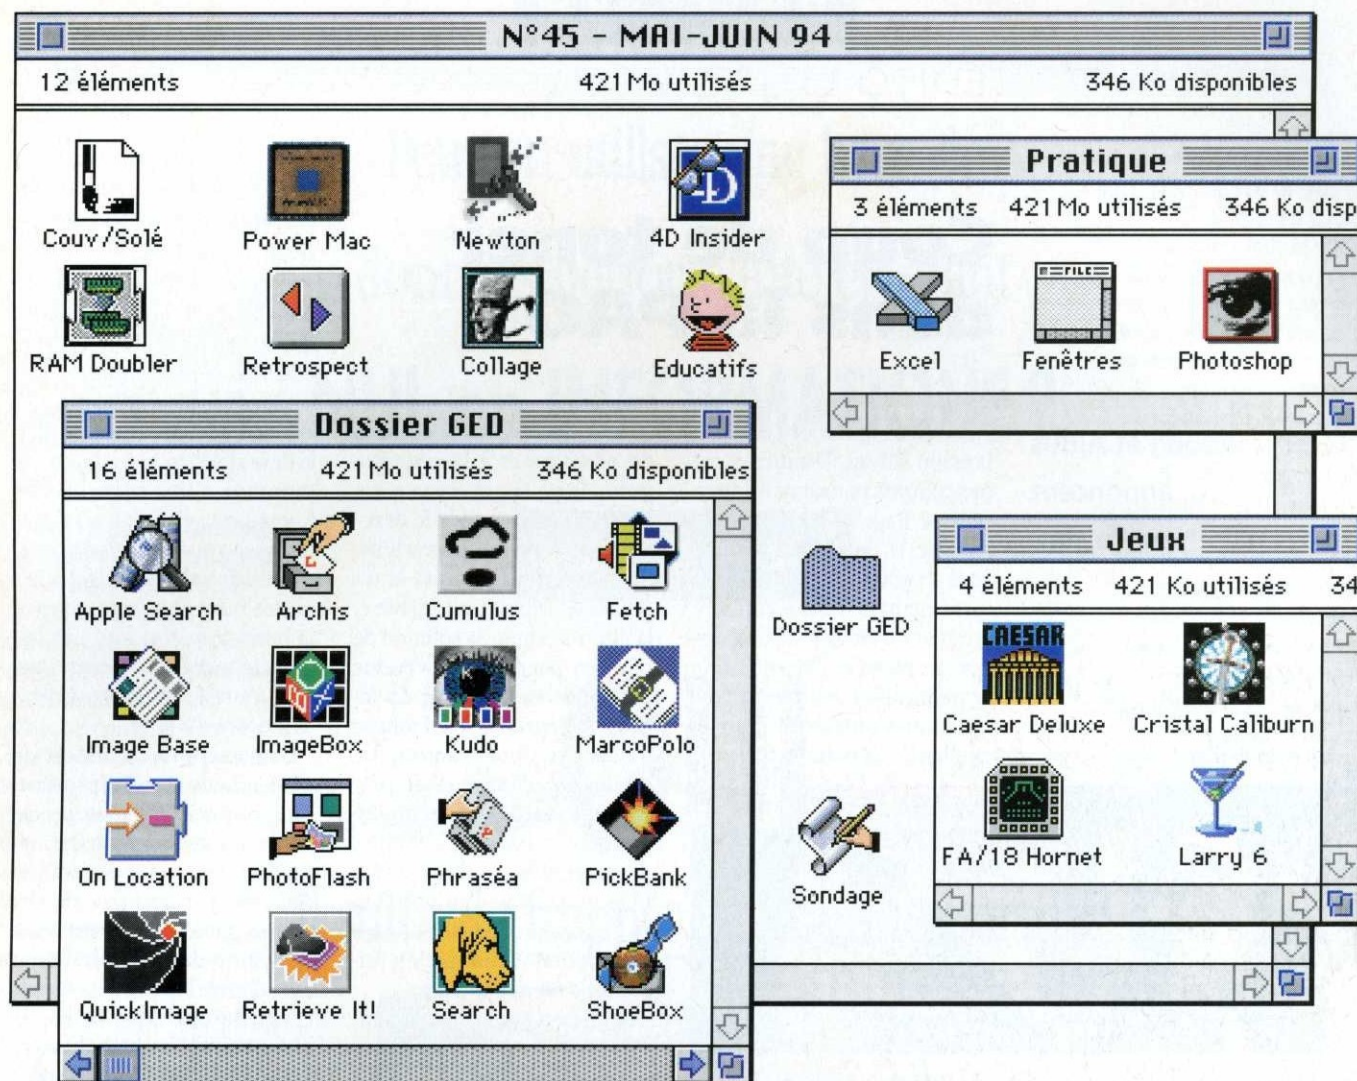 N°45 - MAI-JUIN 94
12 éléments 421 Mo utilisés 346 Ko disponibles
Couv/Solé Power Mac Newton 4D Insider
RAM Doubler Retrospect Collage Educatifs
Pratique
3 éléments 421 Mo utilisés 346 Ko disp
FILE
Excel Fenêtres Photoshop
Dossier GED
16 éléments 421 Mo utilisés 346 Ko disponibles
Apple Search Archis Cumulus Fetch
Image Base ImageBox Kudo MarcoPolo
On Location PhotoFlash Phraséa PickBank
QuickImage Retrieve It! Search ShoeBox
Dossier GED
Sondage
Jeux
4 éléments 421 Ko utilisés 34
CAESAR
Caesar Deluxe Cristal Caliburn
FA/18 Hornet Larry 6